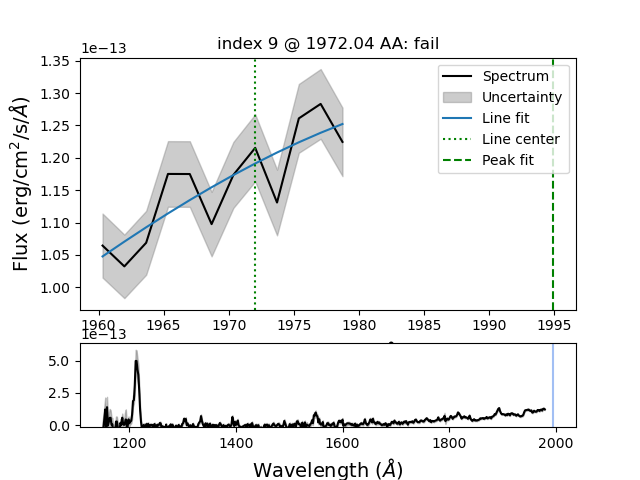 index 9 @ 1972.04 AA: fail
1e−13
1.35
1.30
1.25
1.20
1.15
1.10
1.05
1.00
Flux (erg/cm²/s/Å)
Spectrum
Uncertainty
Line fit
Line center
Peak fit
1960 1965 1970 1975 1980 1985 1990 1995
1e−13
5.0
2.5
0.0
1200 1400 1600 1800 2000
Wavelength (Å)